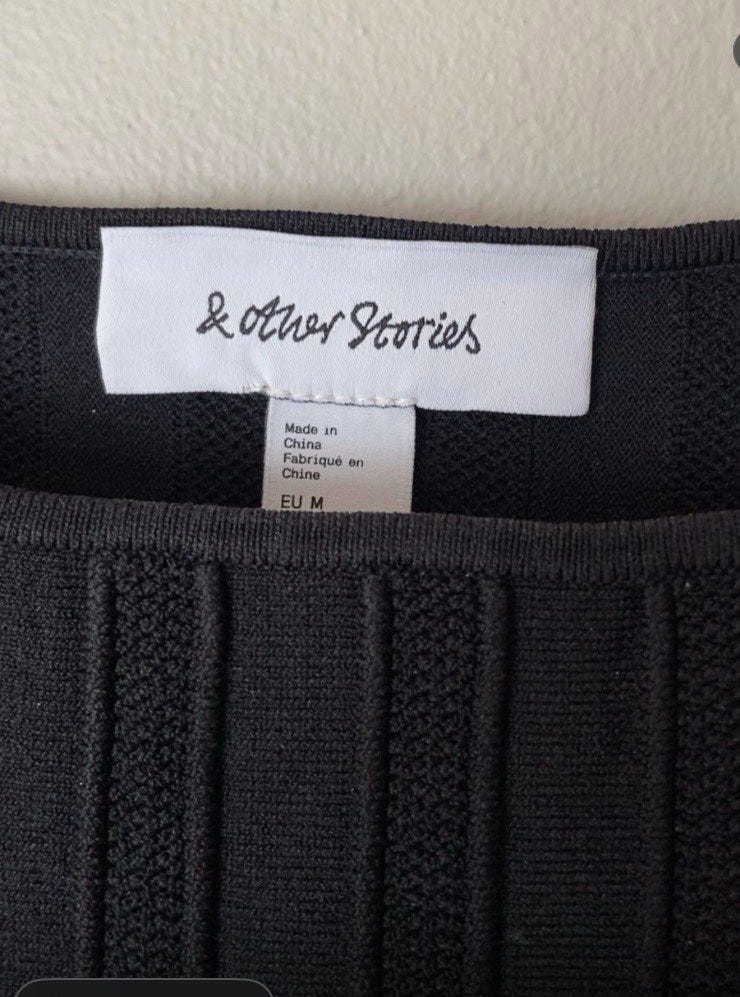 & other Stories
Made in
China
Fabriqué en
Chine
EU M